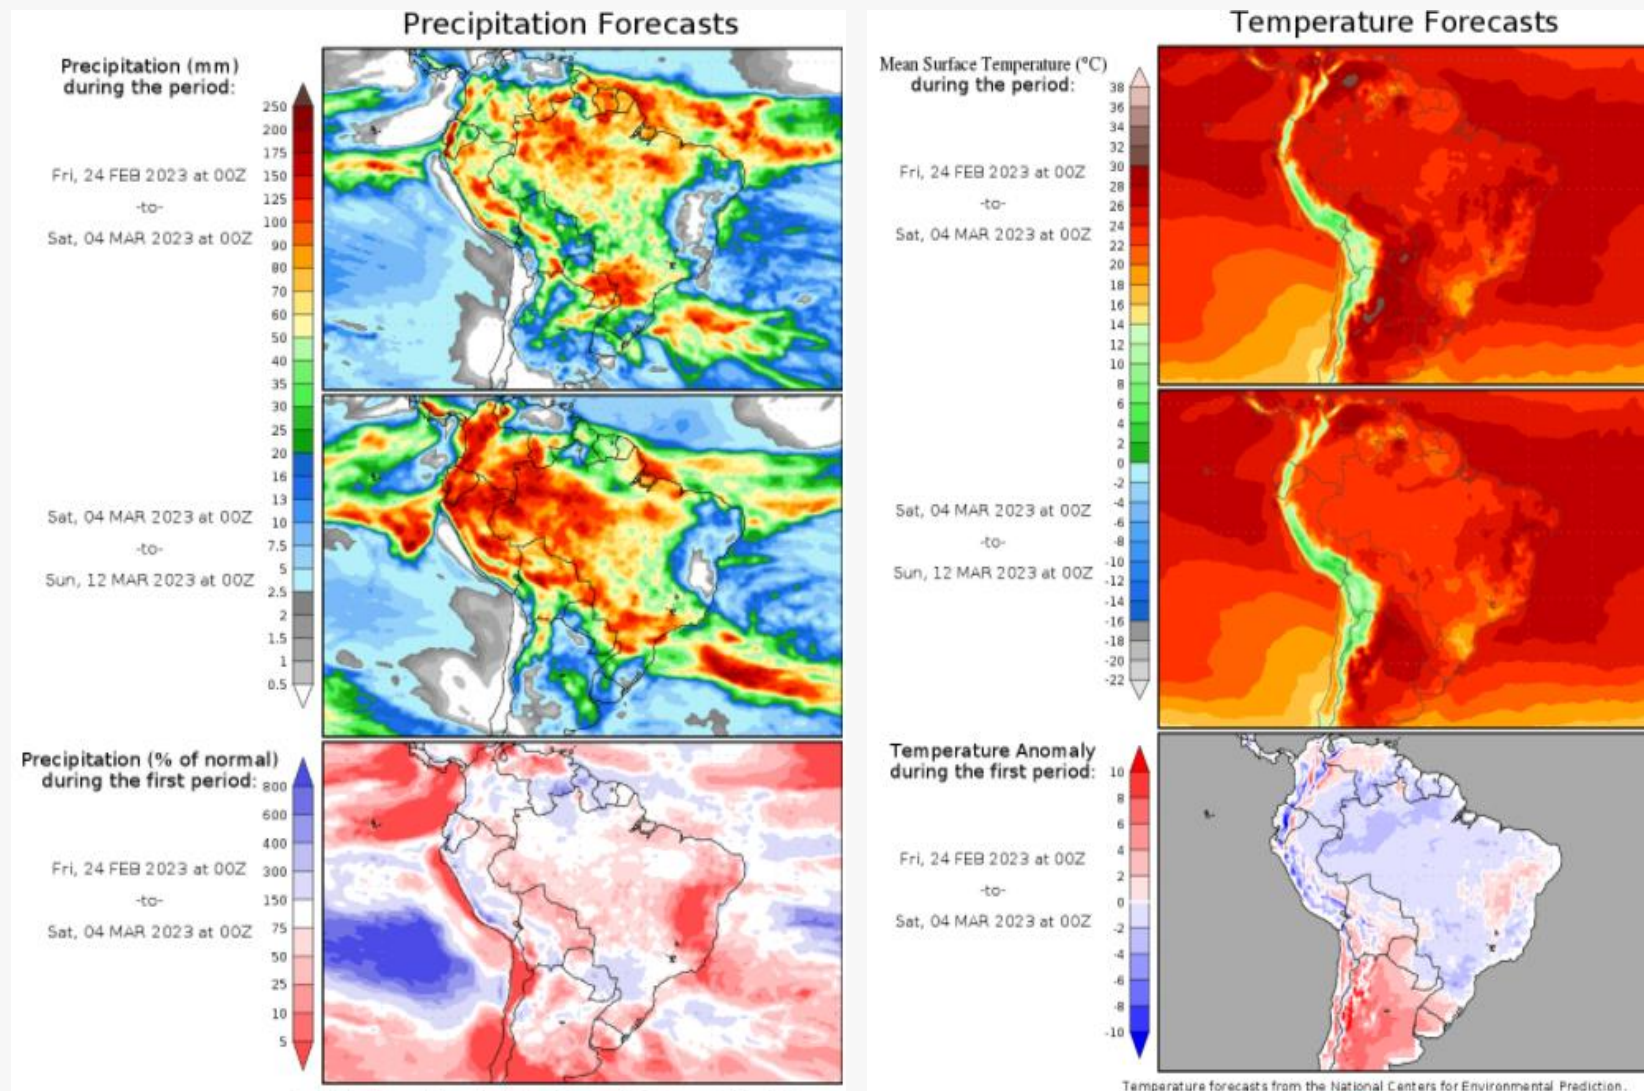 Precipitation Forecasts
Precipitation (mm)
during the period:
250
200
175
150
125
100
90
80
70
60
50
40
35
30
25
20
16
13
10
7.5
5
2.5
2
1.5
1
0.5
Fri, 24 FEB 2023 at 00Z
-to-
Sat, 04 MAR 2023 at 00Z
Sat, 04 MAR 2023 at 00Z
-to-
Sun, 12 MAR 2023 at 00Z
Precipitation (% of normal)
during the first period:
800
600
400
300
150
75
50
25
10
5
Fri, 24 FEB 2023 at 00Z
-to-
Sat, 04 MAR 2023 at 00Z
Temperature Forecasts
Mean Surface Temperature (°C)
during the period:
38
36
34
32
30
28
26
24
22
20
18
16
14
12
10
8
6
4
2
0
-2
-4
-6
-8
-10
-12
-14
-16
-18
-20
-22
Fri, 24 FEB 2023 at 00Z
-to-
Sat, 04 MAR 2023 at 00Z
Sat, 04 MAR 2023 at 00Z
-to-
Sun, 12 MAR 2023 at 00Z
Temperature Anomaly
during the first period:
10
8
6
4
2
0
-2
-4
-6
-8
-10
Fri, 24 FEB 2023 at 00Z
-to-
Sat, 04 MAR 2023 at 00Z
Temperature forecasts from the National Centers for Environmental Prediction.